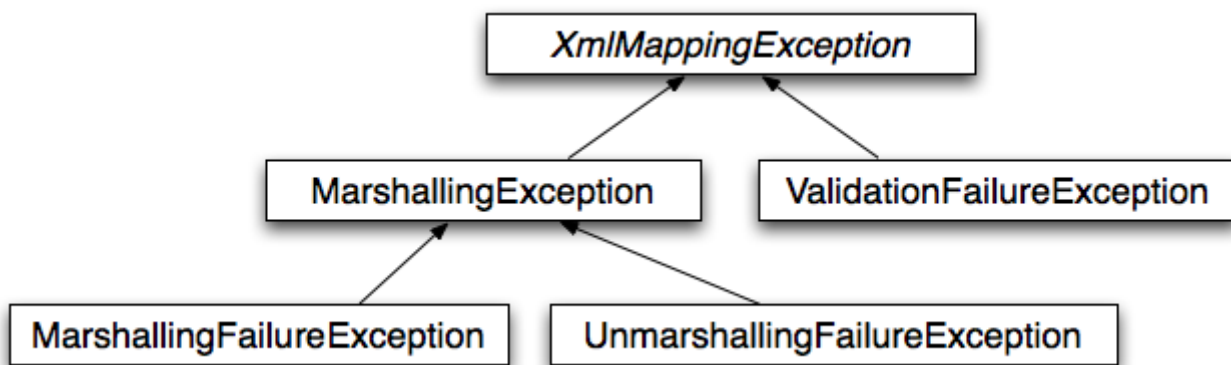 XmlMappingException
MarshallingException
ValidationFailureException
MarshallingFailureException
UnmarshallingFailureException